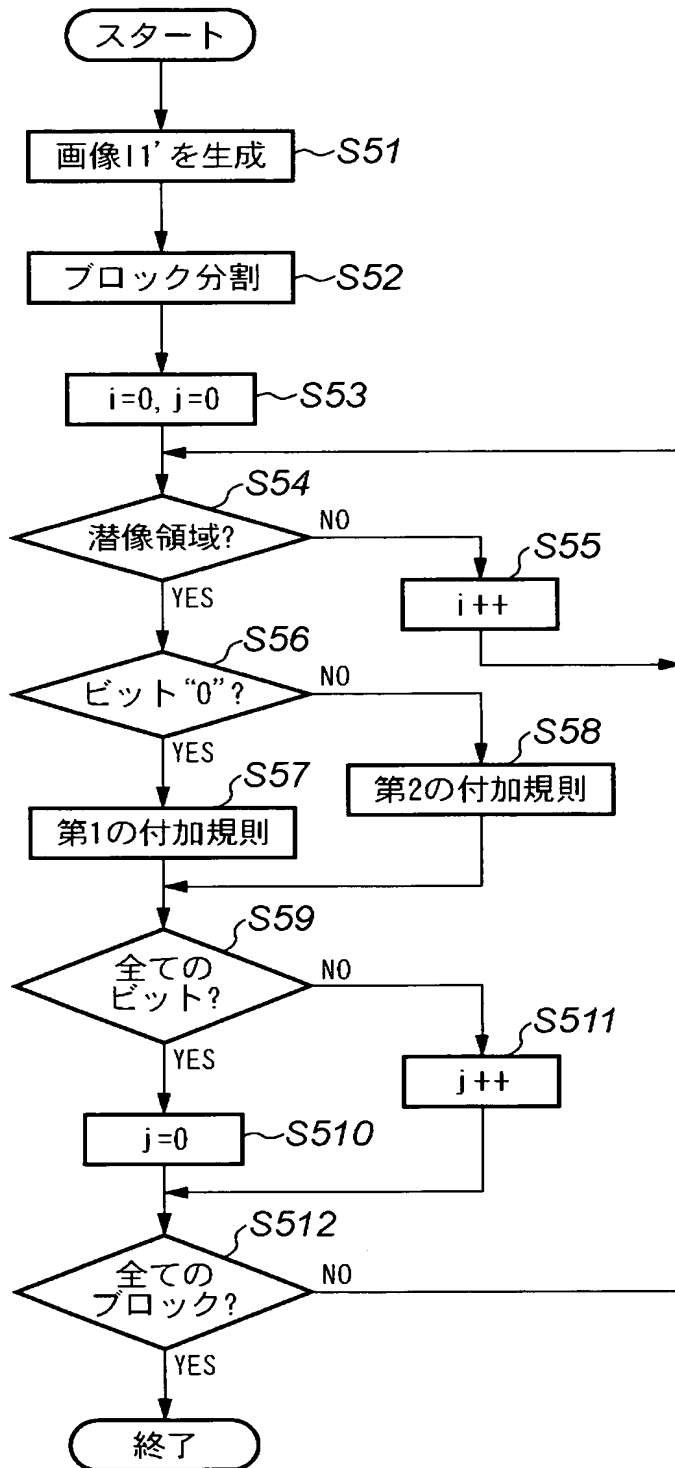 スタート
画像I1'を生成
S51
ブロック分割
S52
i=0, j=0
S53
S54
潜像領域?
NO
YES
S55
i++
S56
ビット“0”?
NO
YES
S58
第2の付加規則
S57
第1の付加規則
S59
全ての
ビット?
NO
YES
S511
j++
j=0
S510
S512
全ての
ブロック?
NO
YES
終了